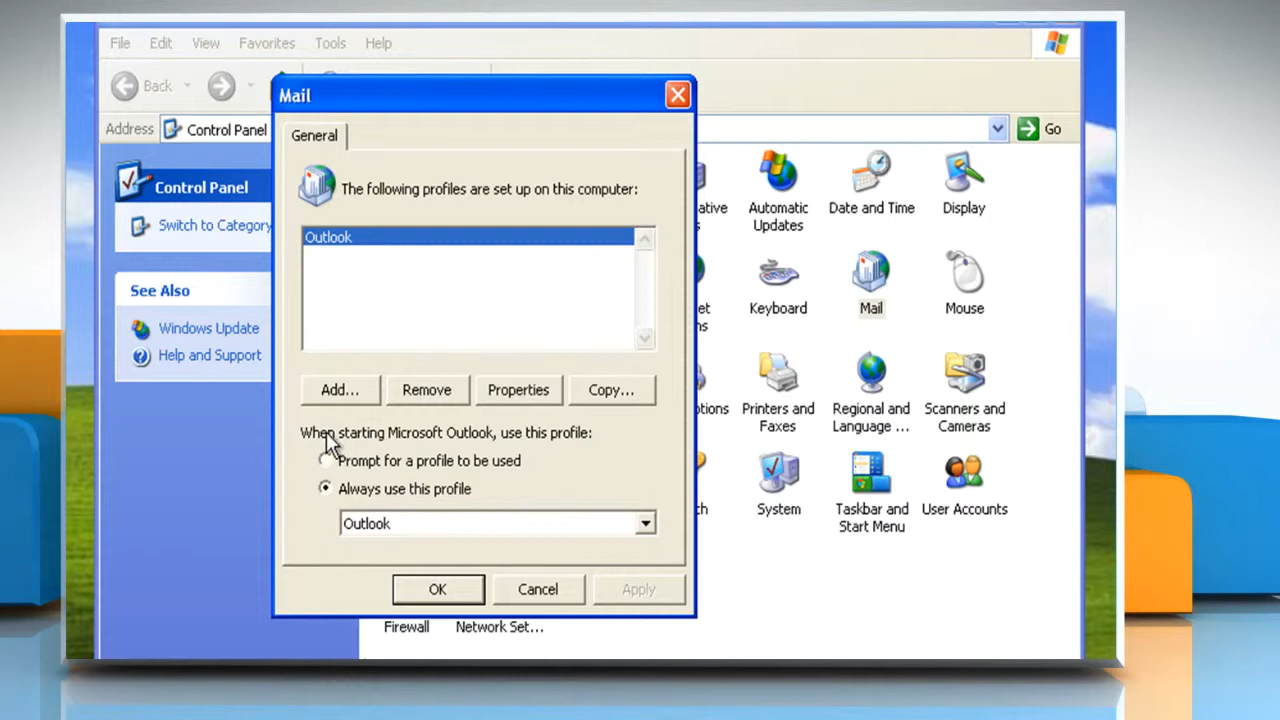 File Edit View Favorites Tools Help
Back
Address Control Panel Go
Mail
General
The following profiles are set up on this computer:
Outlook
Add... Remove Properties Copy...
When starting Microsoft Outlook, use this profile:
Prompt for a profile to be used
Always use this profile
Outlook
OK Cancel Apply
Control Panel
Switch to Category
See Also
Windows Update
Help and Support
Automatic
Updates
Date and Time
Display
Keyboard
Mail
Mouse
Printers and
Faxes
Regional and
Language ...
Scanners and
Cameras
System
Taskbar and
Start Menu
User Accounts
Firewall
Network Set...